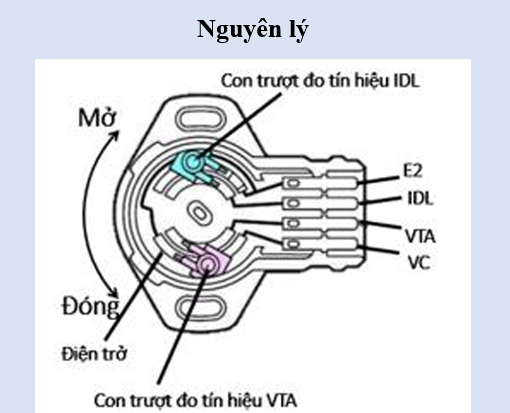 Nguyên lý
Con trượt đo tín hiệu IDL
Mở
E2
IDL
VTA
VC
Đóng
Điện trở
Con trượt đo tín hiệu VTA